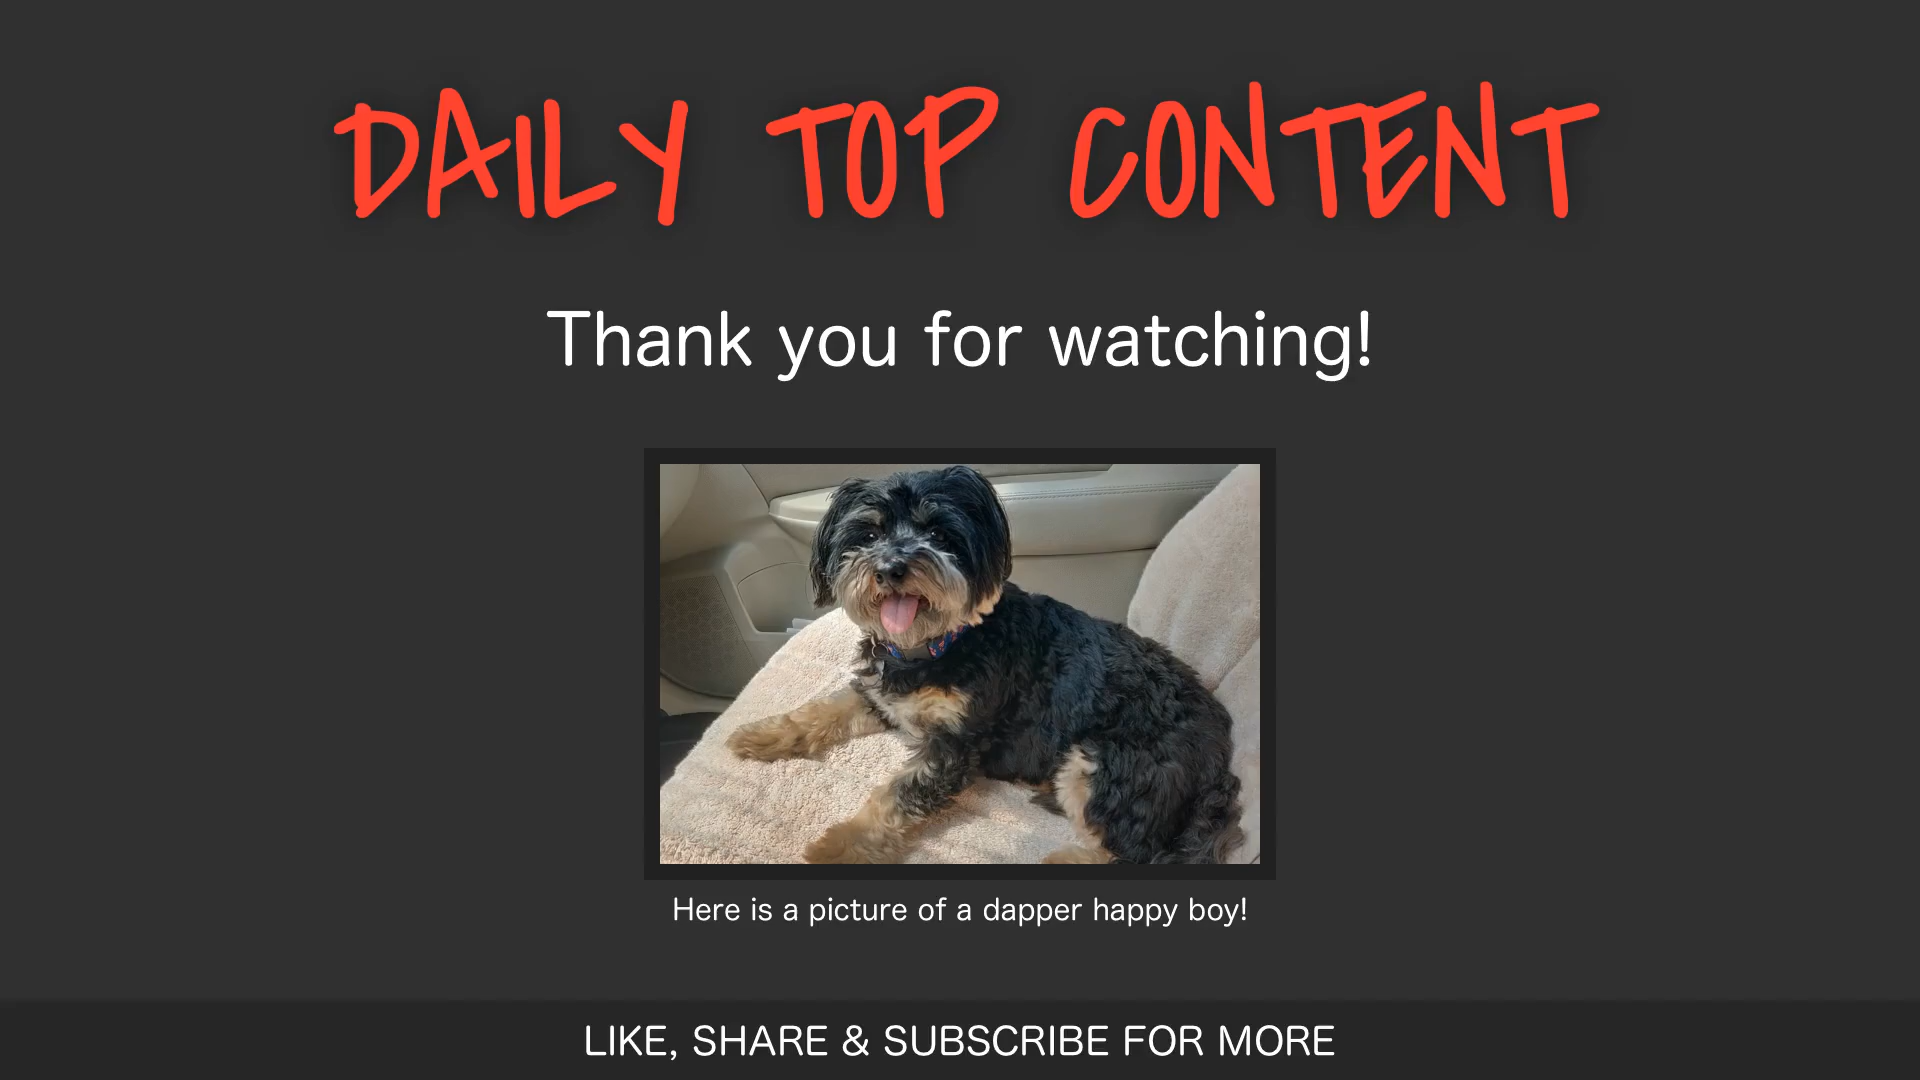 DAILY TOP CONTENT
Thank you for watching!
Here is a picture of a dapper happy boy!
LIKE, SHARE & SUBSCRIBE FOR MORE